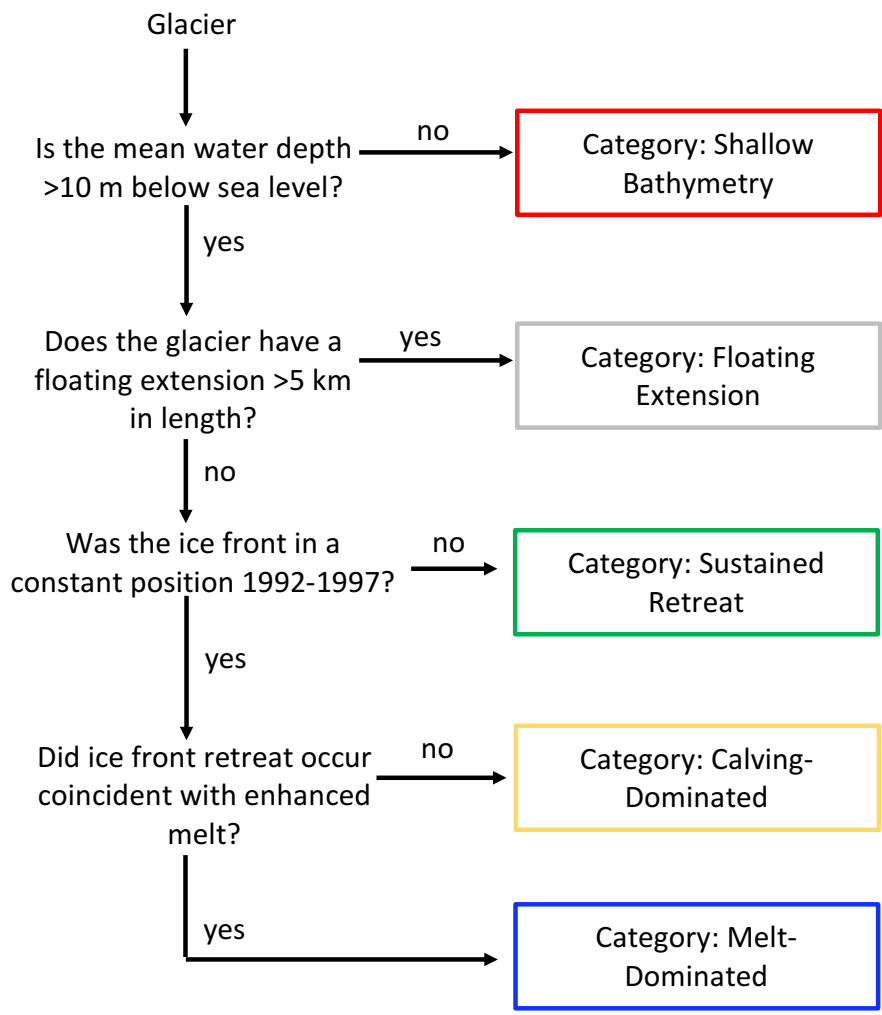 Glacier
Is the mean water depth
>10 m below sea level?
no
Category: Shallow
Bathymetry
yes
Does the glacier have a
floating extension >5 km
in length?
yes
Category: Floating
Extension
no
Was the ice front in a
constant position 1992-1997?
no
Category: Sustained
Retreat
yes
Did ice front retreat occur
coincident with enhanced
melt?
no
Category: Calving-
Dominated
yes
Category: Melt-
Dominated